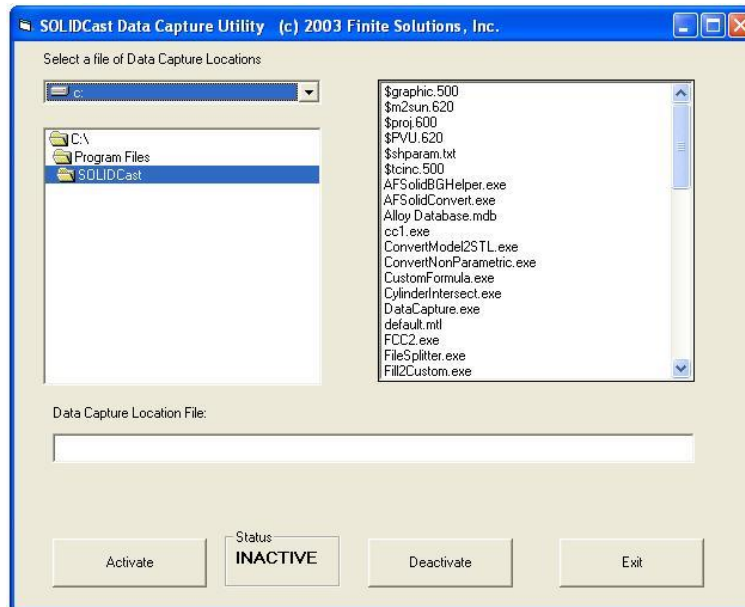 SOLIDCast Data Capture Utility (c) 2003 Finite Solutions, Inc.
Select a file of Data Capture Locations
c:
C:\
Program Files
SOLIDCast
$graphic.500
$m2sun.620
$proj.600
$PVU.620
$shparam.txt
$tcinc.500
AFSolidBGHelper.exe
AFSolidConvert.exe
Alloy Database.mdb
cc1.exe
ConvertModel2STL.exe
ConvertNonParametric.exe
CustomFormula.exe
CylinderIntersect.exe
DataCapture.exe
default.mtl
FCC2.exe
FileSplitter.exe
Fill2Custom.exe
Data Capture Location File:
Activate
Status
INACTIVE
Deactivate
Exit